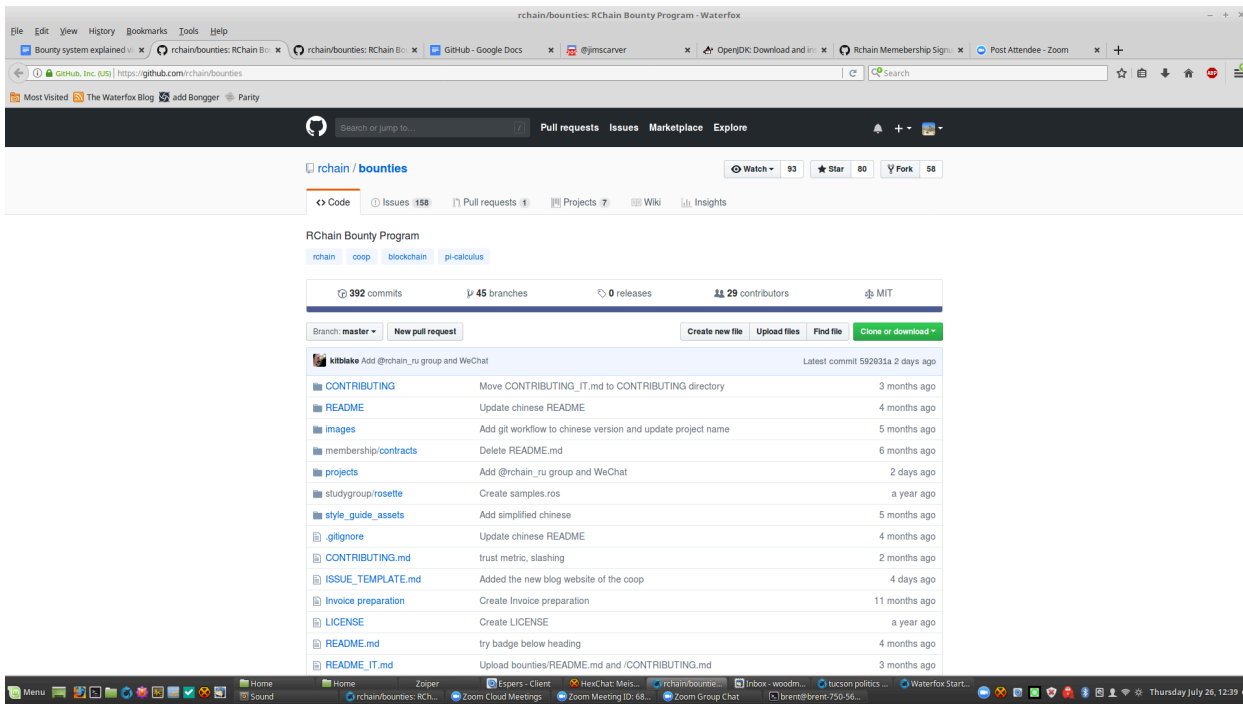 rchain/bounties: RChain Bounty Program - Waterfox
File Edit View History Bookmarks Tools Help
Bounty system explained vi rchain/bounties: RChain Bo rchain/bounties: RChain Bo GitHub - Google Docs @jimscarver OpenJDK: Download and ins Rchain Memebership Signu Post Attendee - Zoom
GitHub, Inc. (US) https://github.com/rchain/bounties Search
Most Visited The Waterfox Blog add Bongger Parity
Search or jump to... / Pull requests Issues Marketplace Explore
rchain / bounties Watch 93 Star 80 Fork 58
Code Issues 158 Pull requests 1 Projects 7 Wiki Insights
RChain Bounty Program
rchain coop blockchain pi-calculus
392 commits 45 branches 0 releases 29 contributors MIT
Branch: master New pull request Create new file Upload files Find file Clone or download
kitblake Add @rchain_ru group and WeChat Latest commit 592031a 2 days ago
CONTRIBUTING Move CONTRIBUTING_IT.md to CONTRIBUTING directory 3 months ago
README Update chinese README 4 months ago
images Add git workflow to chinese version and update project name 5 months ago
membership/contracts Delete README.md 6 months ago
projects Add @rchain_ru group and WeChat 2 days ago
studygroup/rosette Create samples.ros a year ago
style_guide_assets Add simplified chinese 5 months ago
.gitignore Update chinese README 4 months ago
CONTRIBUTING.md trust metric, slashing 2 months ago
ISSUE_TEMPLATE.md Added the new blog website of the coop 4 days ago
Invoice preparation Create Invoice preparation 11 months ago
LICENSE Create LICENSE a year ago
README.md try badge below heading 4 months ago
README_IT.md Upload bounties/README.md and /CONTRIBUTING.md 3 months ago
Home Home Zoiper Espers - Client HexChat: Meis... rchain/bountie... Inbox - woodm... tucson politics ... Waterfox Start...
Menu Sound rchain/bounties: RCh... Zoom Cloud Meetings Zoom Meeting ID: 68... Zoom Group Chat brent@brent-750-56... Thursday July 26, 12:39